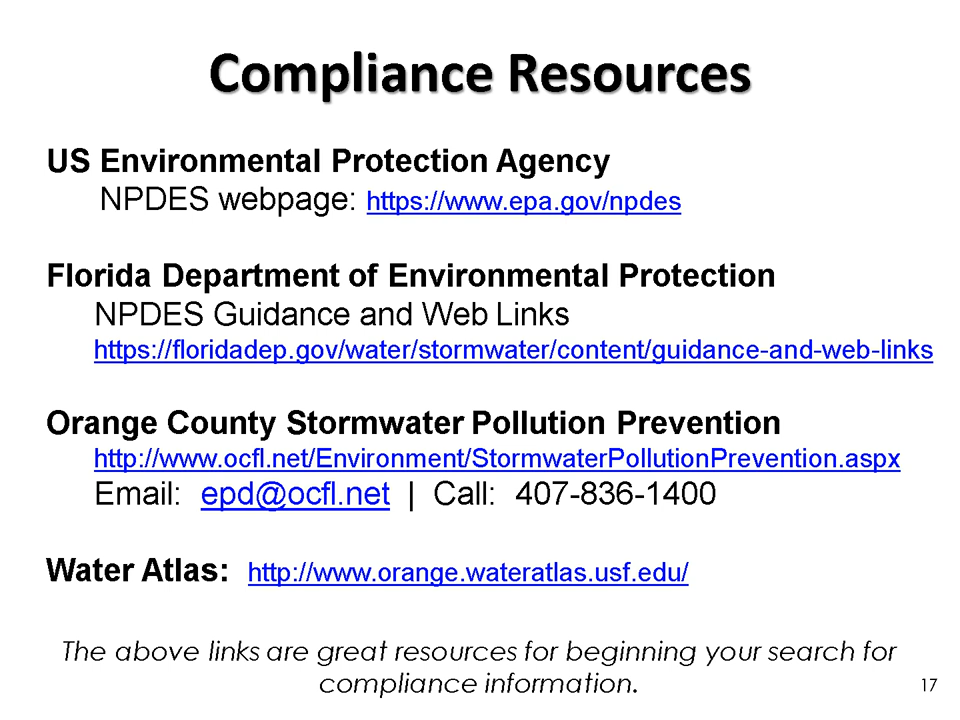 Compliance Resources
US Environmental Protection Agency
NPDES webpage: https://www.epa.gov/npdes
Florida Department of Environmental Protection
NPDES Guidance and Web Links
https://floridadep.gov/water/stormwater/content/guidance-and-web-links
Orange County Stormwater Pollution Prevention
http://www.ocfl.net/Environment/StormwaterPollutionPrevention.aspx
Email: epd@ocfl.net | Call: 407-836-1400
Water Atlas: http://www.orange.wateratlas.usf.edu/
The above links are great resources for beginning your search for
compliance information.
17